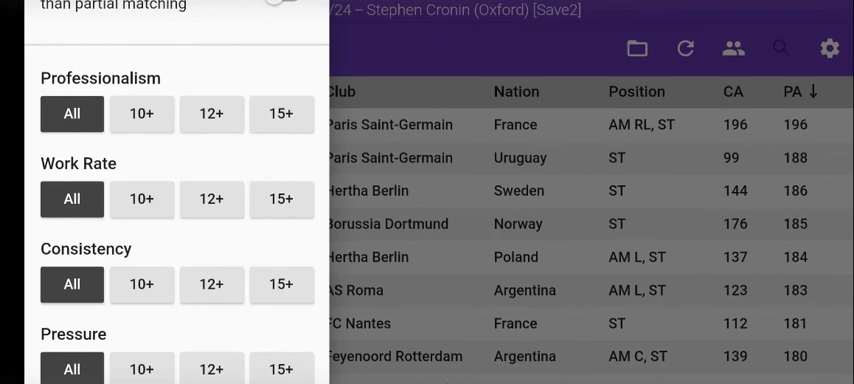 than partial matching
Professionalism
All 10+ 12+ 15+
Work Rate
All 10+ 12+ 15+
Consistency
All 10+ 12+ 15+
Pressure
All 10+ 12+ 15+
/24 – Stephen Cronin (Oxford) [Save2]
Club Nation Position CA PA ↓
Paris Saint-Germain France AM RL, ST 196 196
Paris Saint-Germain Uruguay ST 99 188
Hertha Berlin Sweden ST 144 186
Borussia Dortmund Norway ST 176 185
Hertha Berlin Poland AM L, ST 137 184
AS Roma Argentina AM L, ST 123 183
FC Nantes France ST 112 181
Feyenoord Rotterdam Argentina AM C, ST 139 180